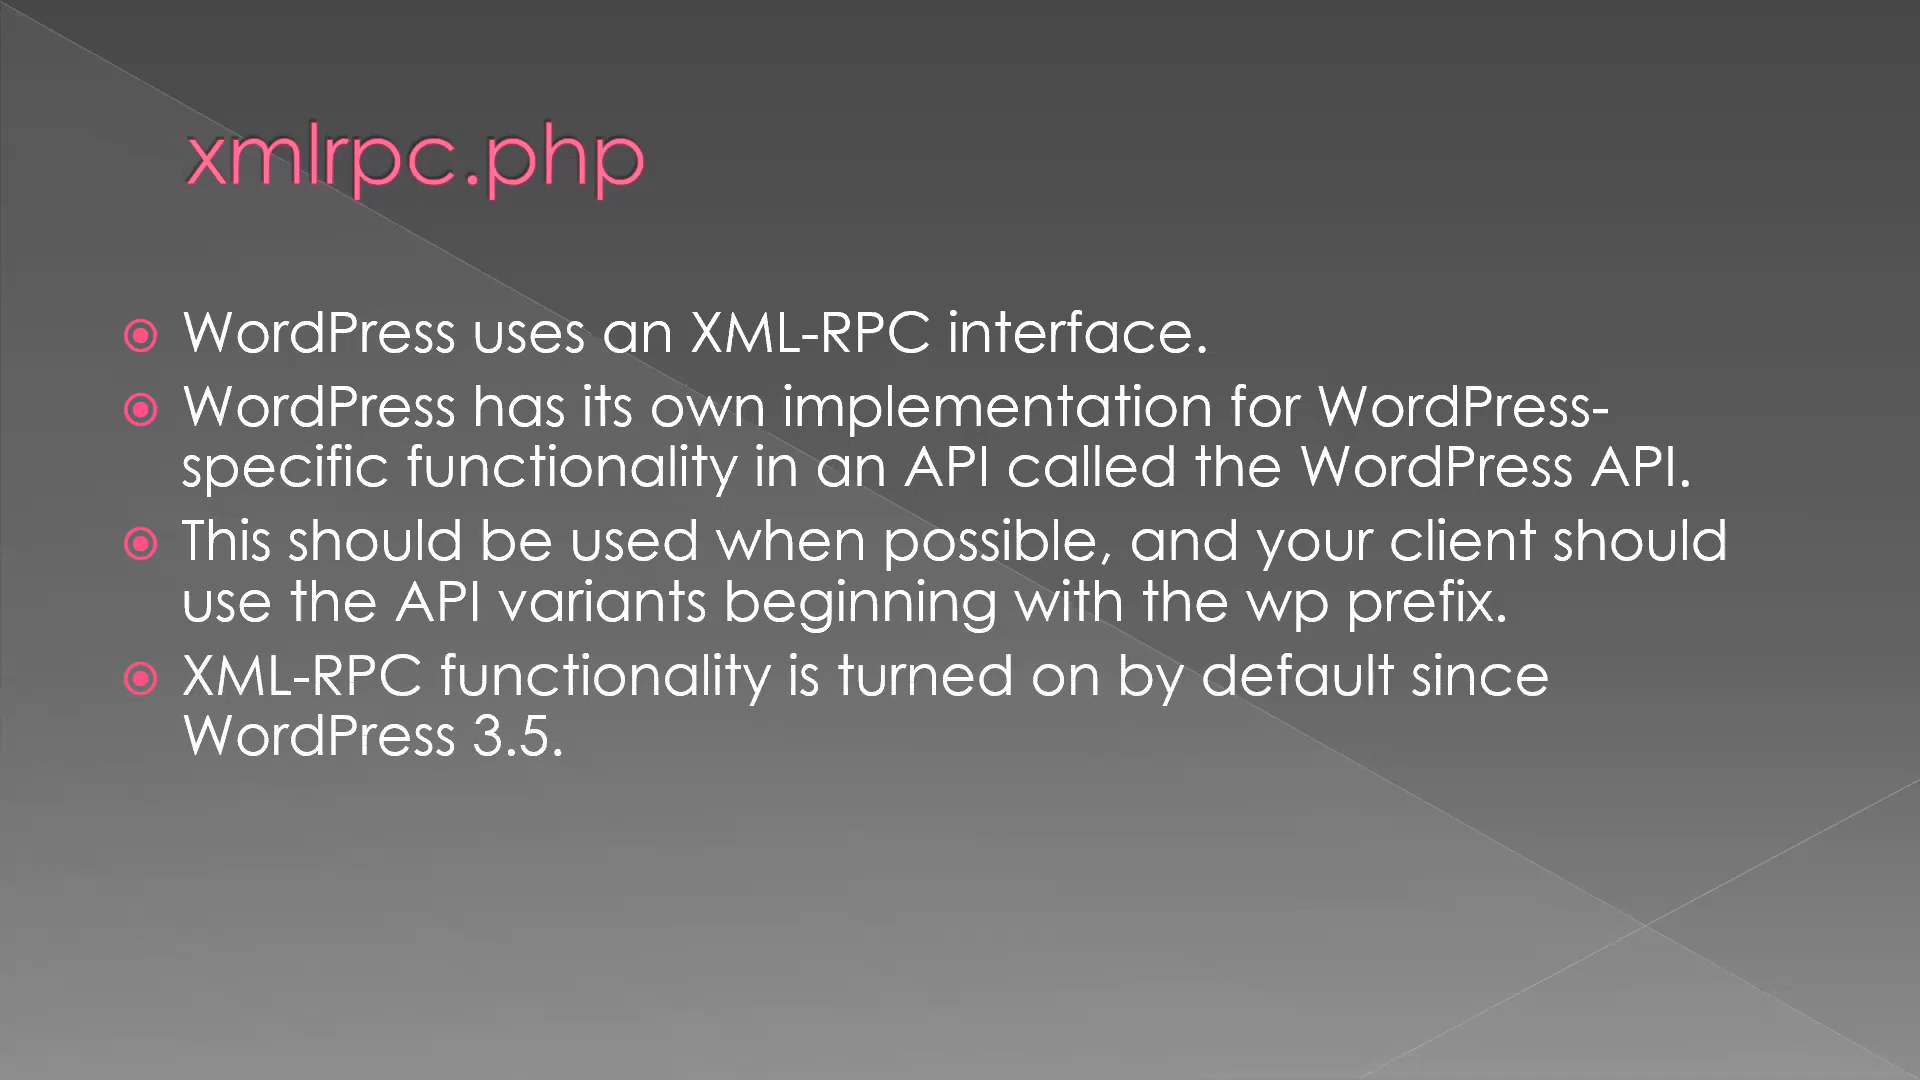 xmlrpc.php
WordPress uses an XML-RPC interface.
WordPress has its own implementation for WordPress-
specific functionality in an API called the WordPress API.
This should be used when possible, and your client should
use the API variants beginning with the wp prefix.
XML-RPC functionality is turned on by default since
WordPress 3.5.